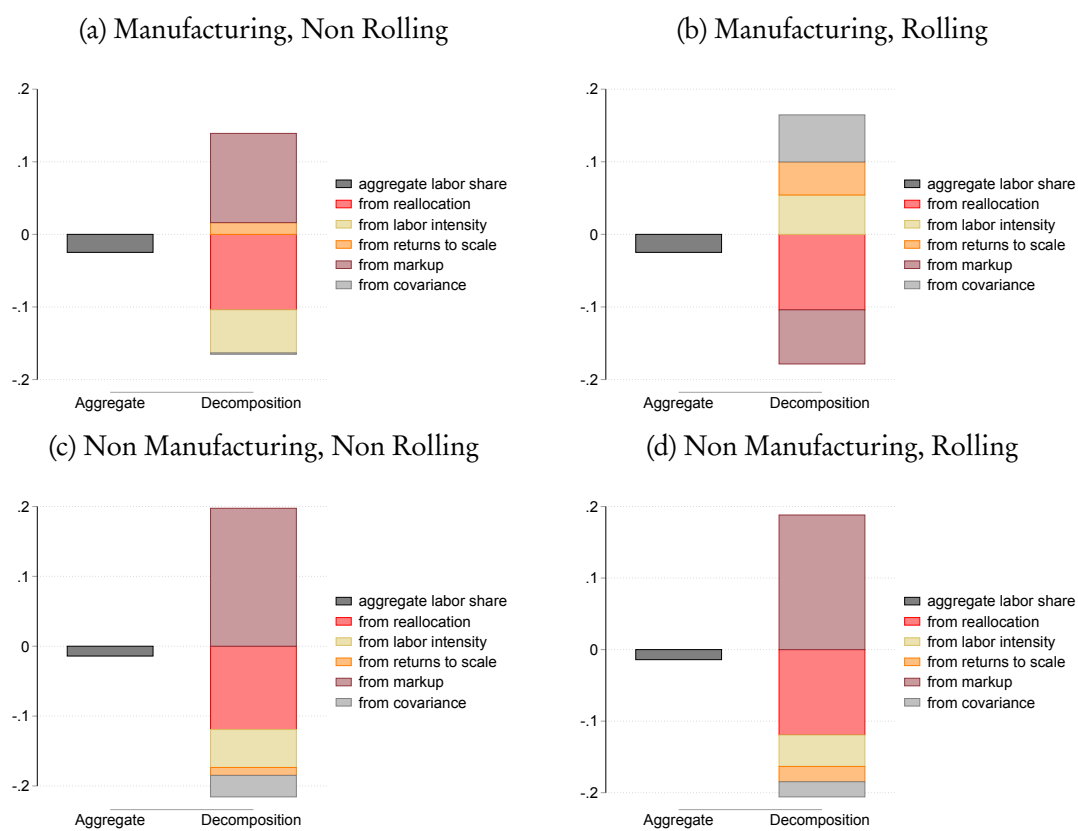 (a) Manufacturing, Non Rolling
.2
.1
0
-.1
-.2
Aggregate
Decomposition
aggregate labor share
from reallocation
from labor intensity
from returns to scale
from markup
from covariance
(b) Manufacturing, Rolling
.2
.1
0
-.1
-.2
Aggregate
Decomposition
aggregate labor share
from reallocation
from labor intensity
from returns to scale
from markup
from covariance
(c) Non Manufacturing, Non Rolling
.2
.1
0
-.1
-.2
Aggregate
Decomposition
aggregate labor share
from reallocation
from labor intensity
from returns to scale
from markup
from covariance
(d) Non Manufacturing, Rolling
.2
.1
0
-.1
-.2
Aggregate
Decomposition
aggregate labor share
from reallocation
from labor intensity
from returns to scale
from markup
from covariance